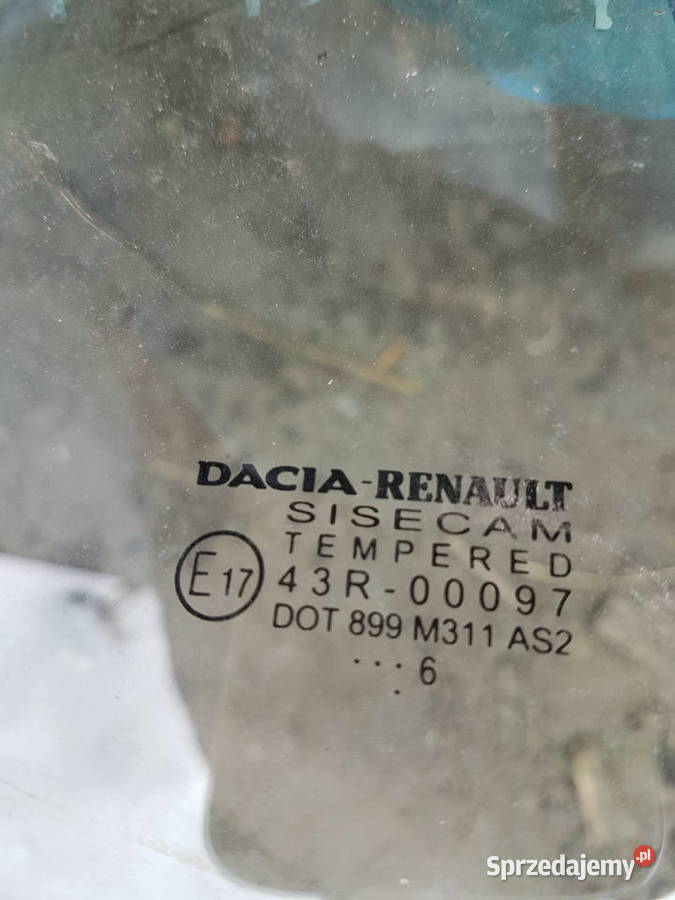 DACIA-RENAULT
SISECAM
TEMPERED
E17 43R-00097
DOT 899 M311 AS2
...6
.
Sprzedajemy.pl